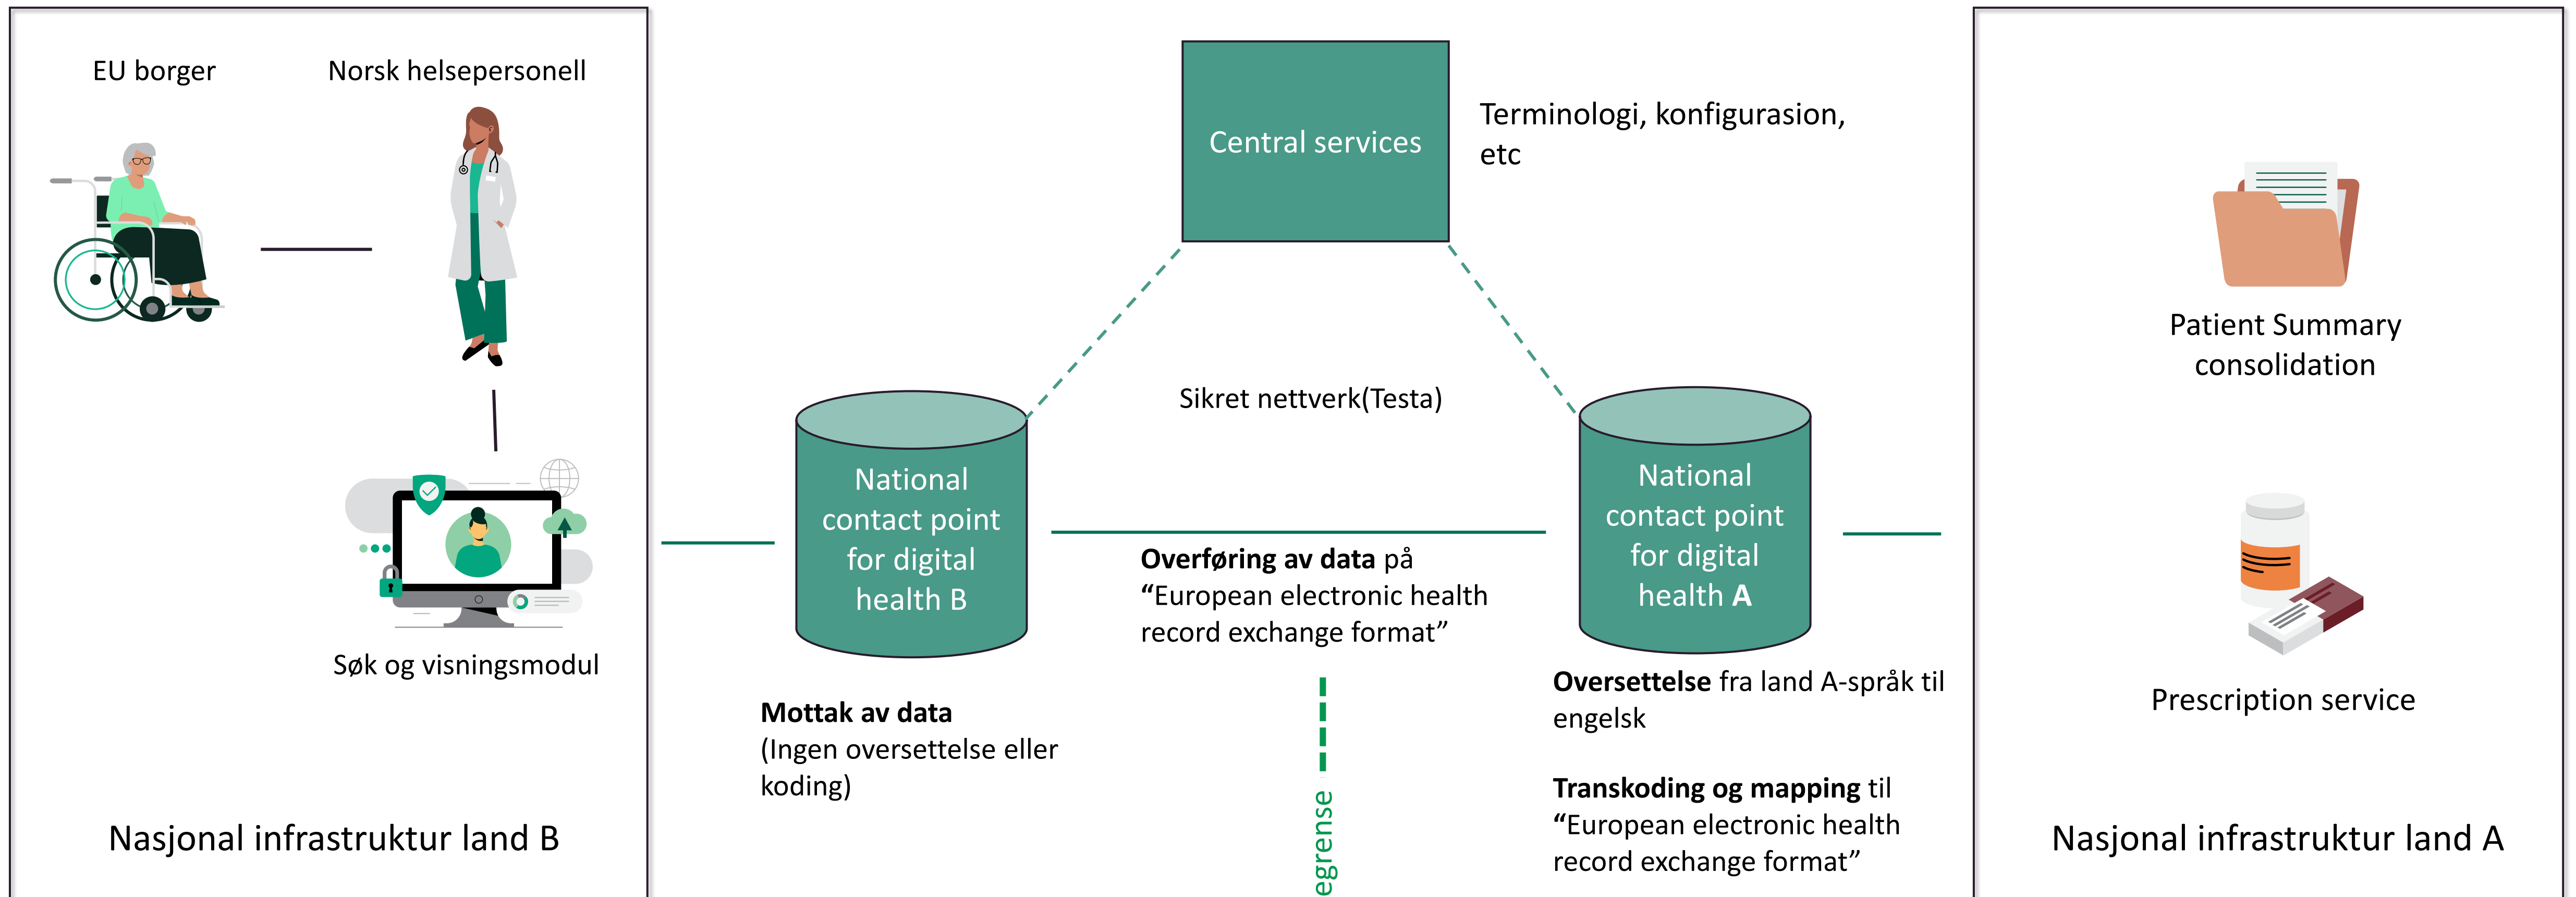 EU borger
Norsk helsepersonell
Søk og visningsmodul
Nasjonal infrastruktur land B
Central services
Terminologi, konfigurasion,
etc
Sikret nettverk(Testa)
National
contact point
for digital
health B
Mottak av data
(Ingen oversettelse eller
koding)
Overføring av data på
“European electronic health
record exchange format”
egrense
National
contact point
for digital
health A
Oversettelse fra land A-språk til
engelsk
Transkoding og mapping til
“European electronic health
record exchange format”
Patient Summary
consolidation
Prescription service
Nasjonal infrastruktur land A